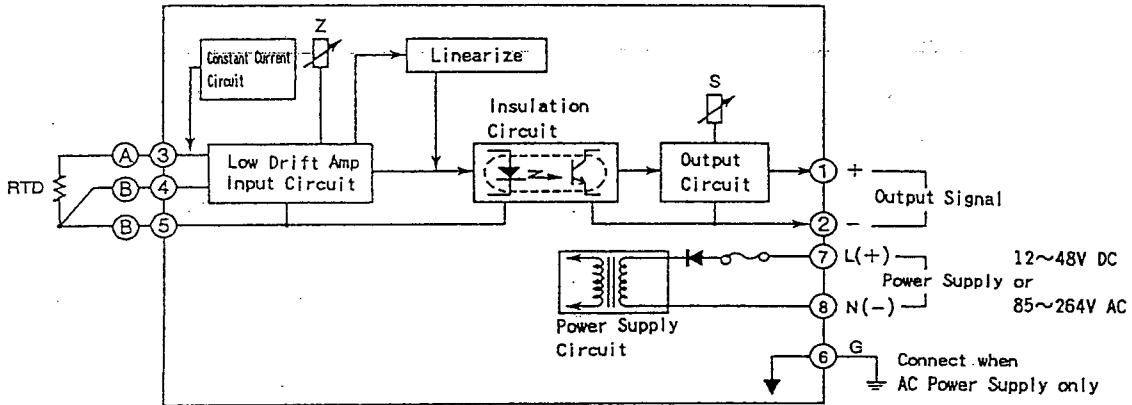 Z
Constant Current
Circuit
Linearize
S
Insulation
Circuit
A 3
Low Drift Amp
Input Circuit
Output
Circuit
1 +
RTD
B 4
Output Signal
B 5
2 -
7 L(+)
12~48V DC
Power Supply or
8 N(-)
85~264V AC
Power Supply
Circuit
6 G
Connect when
AC Power Supply only